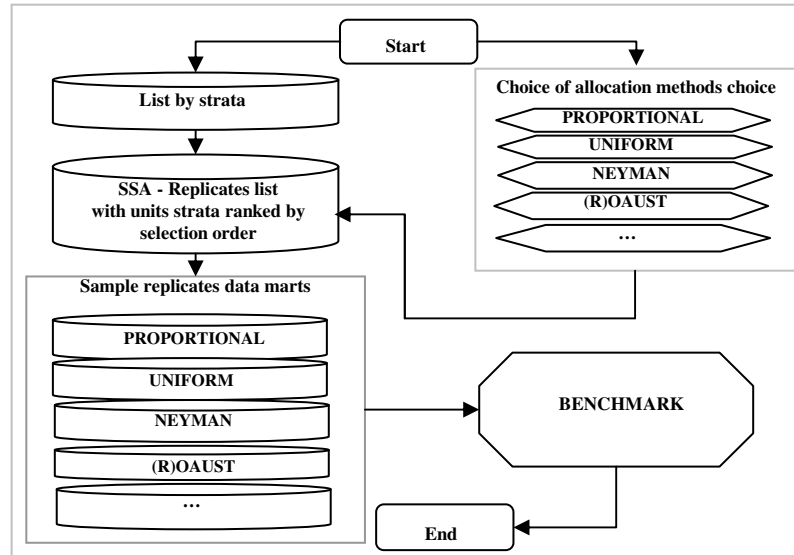 Start
List by strata
SSA - Replicates list
with units strata ranked by
selection order
Choice of allocation methods choice
PROPORTIONAL
UNIFORM
NEYMAN
(R)OAUST
...
Sample replicates data marts
PROPORTIONAL
UNIFORM
NEYMAN
(R)OAUST
...
BENCHMARK
End